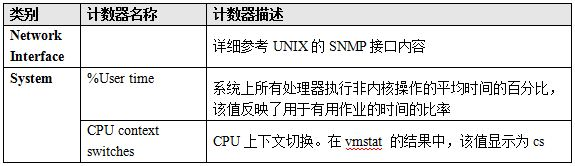 类别 计数器名称 计数器描述
Network 详细参考 UNIX 的 SNMP 接口内容
Interface
System %User time 系统上所有处理器执行非内核操作的平均时间的百分比，
该值反映了用于有用作业的时间的比率
CPU context CPU 上下文切换。在 vmstat 的结果中，该值显示为 cs
switches